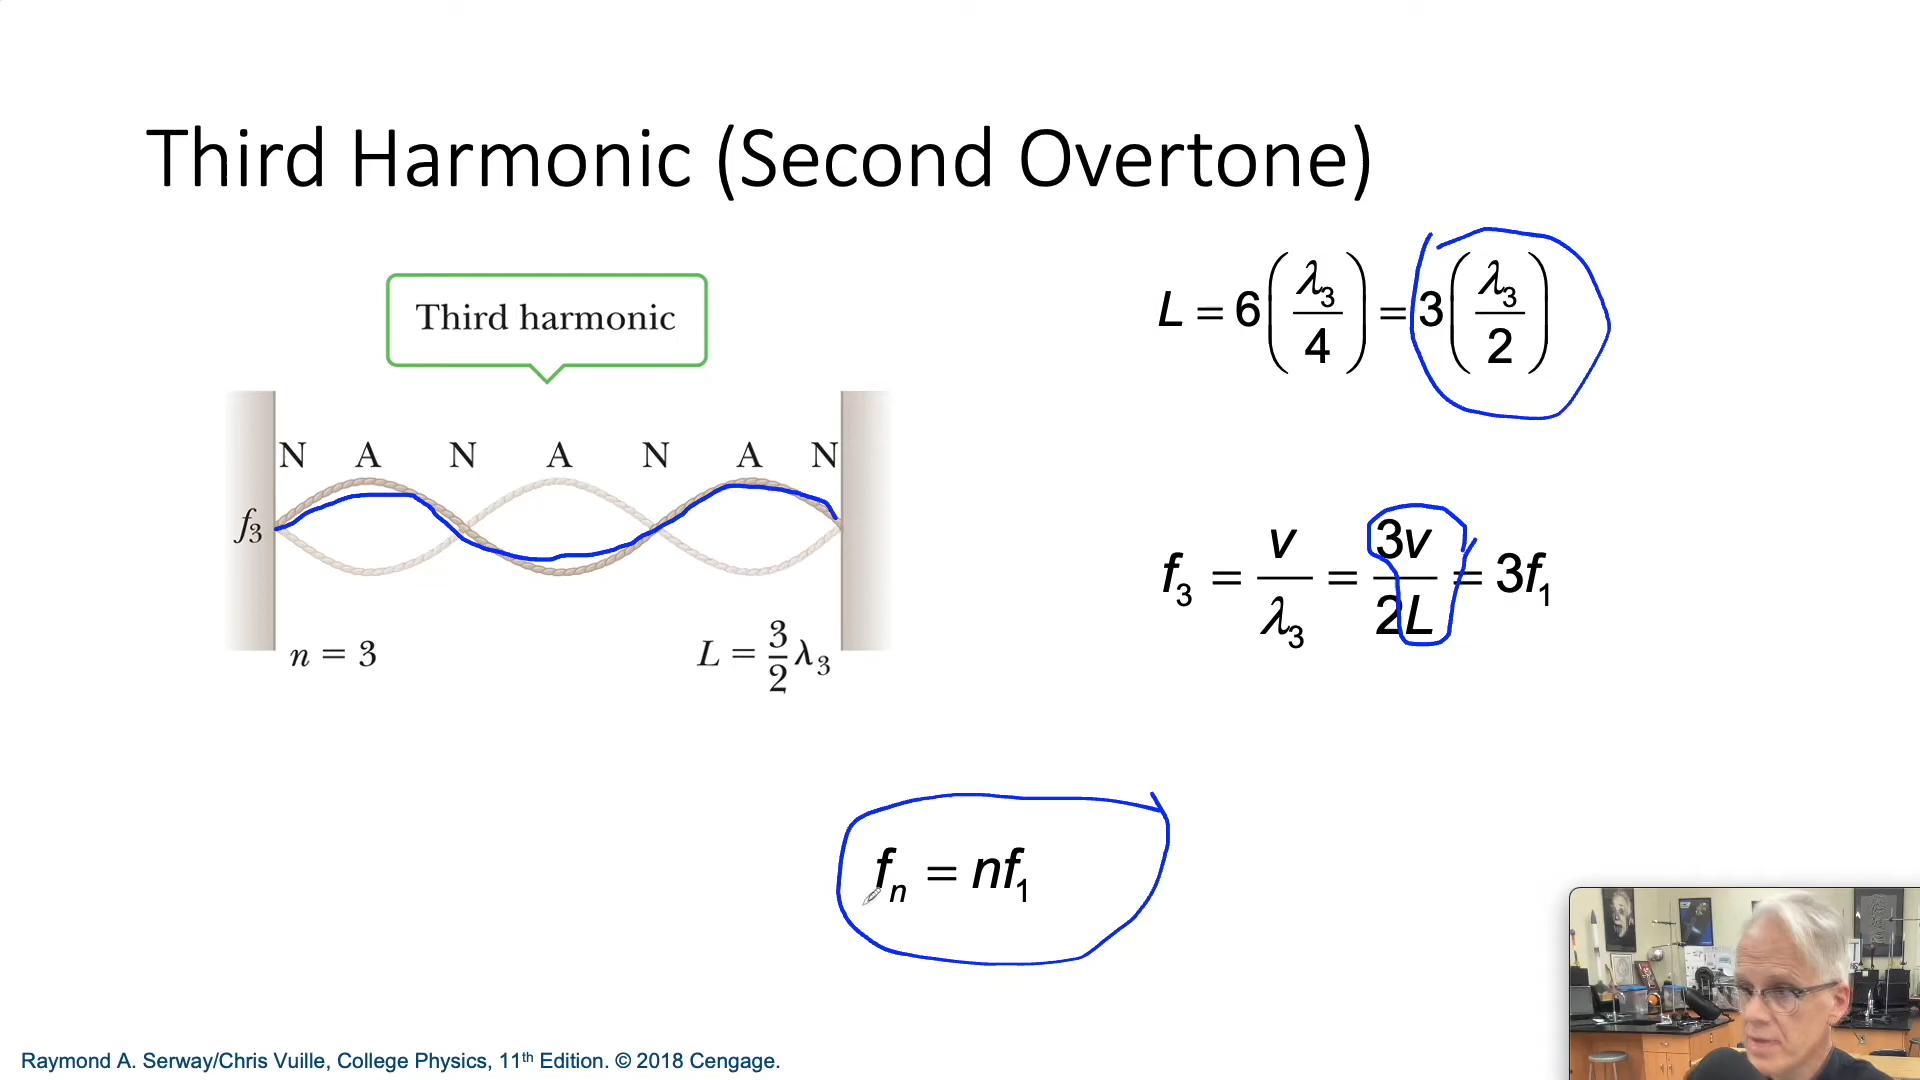 Third Harmonic (Second Overtone)
Third harmonic
L = 6(λ₃/4) = 3(λ₃/2)
N A N A N A N
f₃
n = 3
L = 3/2 λ₃
f₃ = v/λ₃ = 3v/2L = 3f₁
fₙ = nf₁
Raymond A. Serway/Chris Vuille, College Physics, 11th Edition. © 2018 Cengage.